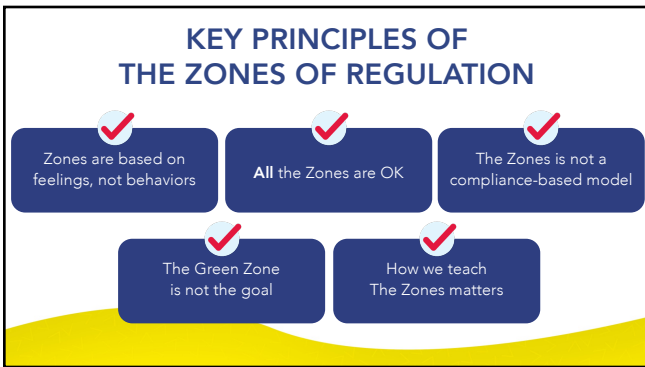 KEY PRINCIPLES OF
THE ZONES OF REGULATION
Zones are based on
feelings, not behaviors
All the Zones are OK
The Zones is not a
compliance-based model
The Green Zone
is not the goal
How we teach
The Zones matters